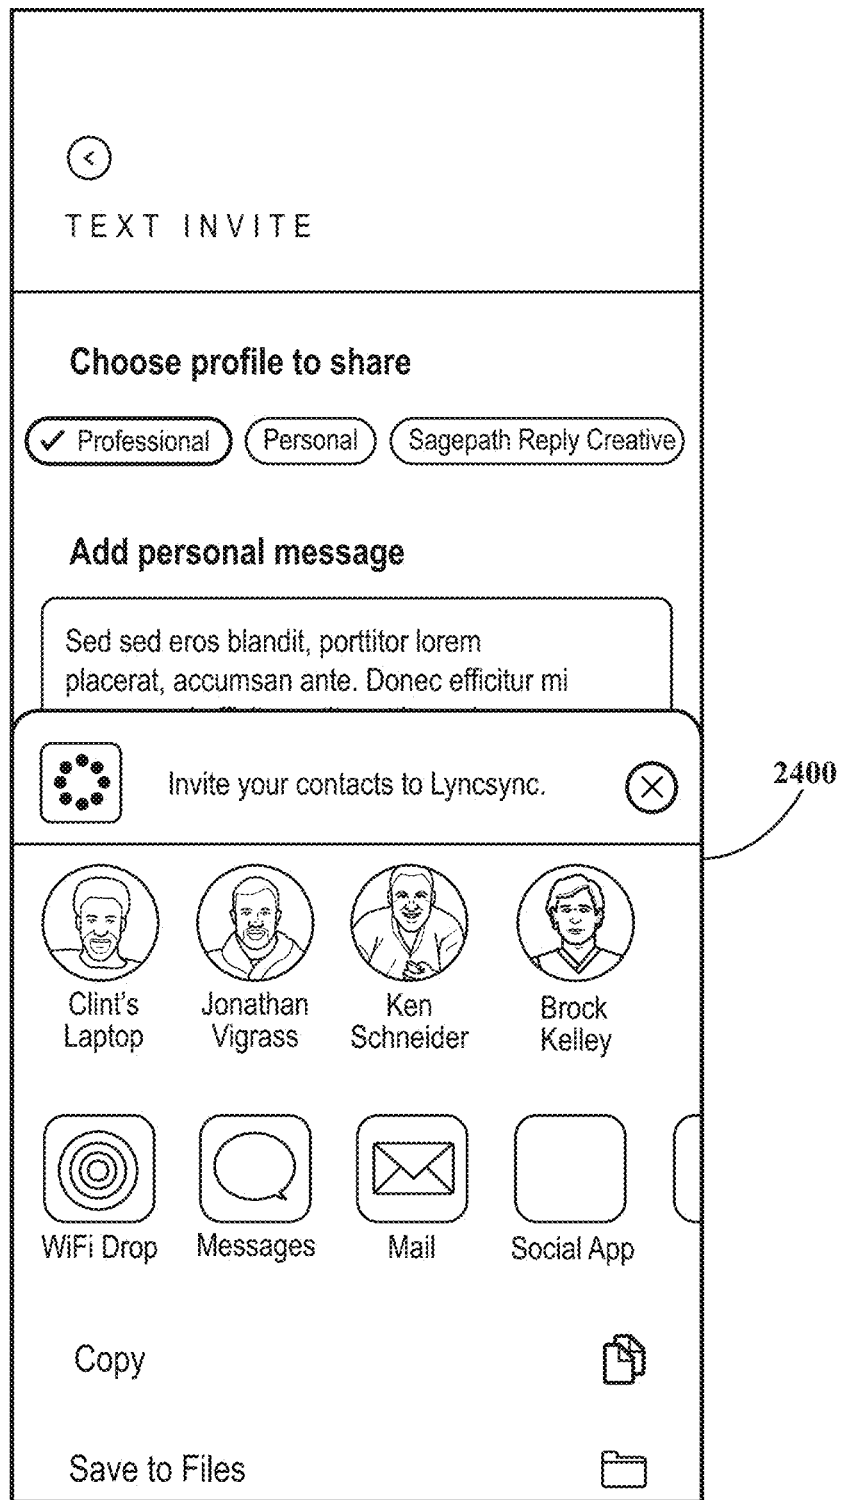 TEXT INVITE
Choose profile to share
Professional Personal Sagepath Reply Creative
Add personal message
Sed sed eros blandit, porttitor lorem
placerat, accumsan ante. Donec efficitur mi
Invite your contacts to Lyncsync.
2400
Clint's Laptop
Jonathan Vigrass
Ken Schneider
Brock Kelley
WiFi Drop Messages Mail Social App
Copy
Save to Files